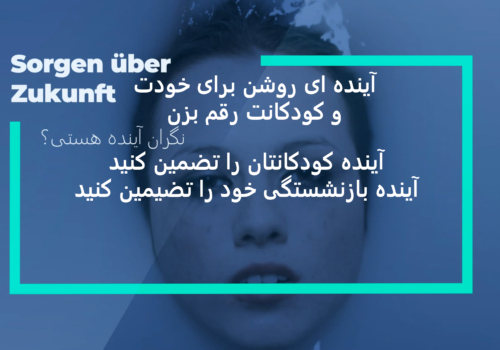 Sorgen über
Zukunft
آینده ای روشن برای خودت
و کودکانت رقم بزن
نگران آینده هستی؟
آینده کودکانتان را تضمین کنید
آینده بازنشستگی خود را تضیمین کنید